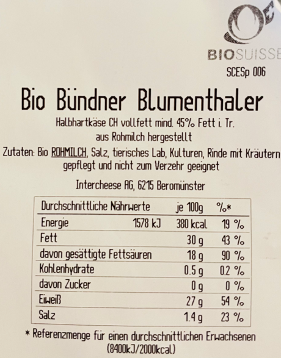 BIOSUISSE
SCESp 006
Bio Bündner Blumenthaler
Halbhartkäse CH vollfett mind. 45% Fett i. Tr.
aus Rohmilch hergestellt
Zutaten: Bio ROHMILCH, Salz, tierisches Lab, Kulturen, Rinde mit Kräutern
gepflegt und nicht zum Verzehr geeignet
Intercheese AG, 6215 Beromünster
Durchschnittliche Nährwerte je 100g %*
Energie 1578 kJ 380 kcal 19 %
Fett 30 g 43 %
davon gesättigte Fettsäuren 18 g 90 %
Kohlenhydrate 0.5 g 0.2 %
davon Zucker 0 g 0 %
Eiweiß 27 g 54 %
Salz 1.4 g 23 %
* Referenzmenge für einen durchschnittlichen Erwachsenen
(8400kJ/2000kcal)